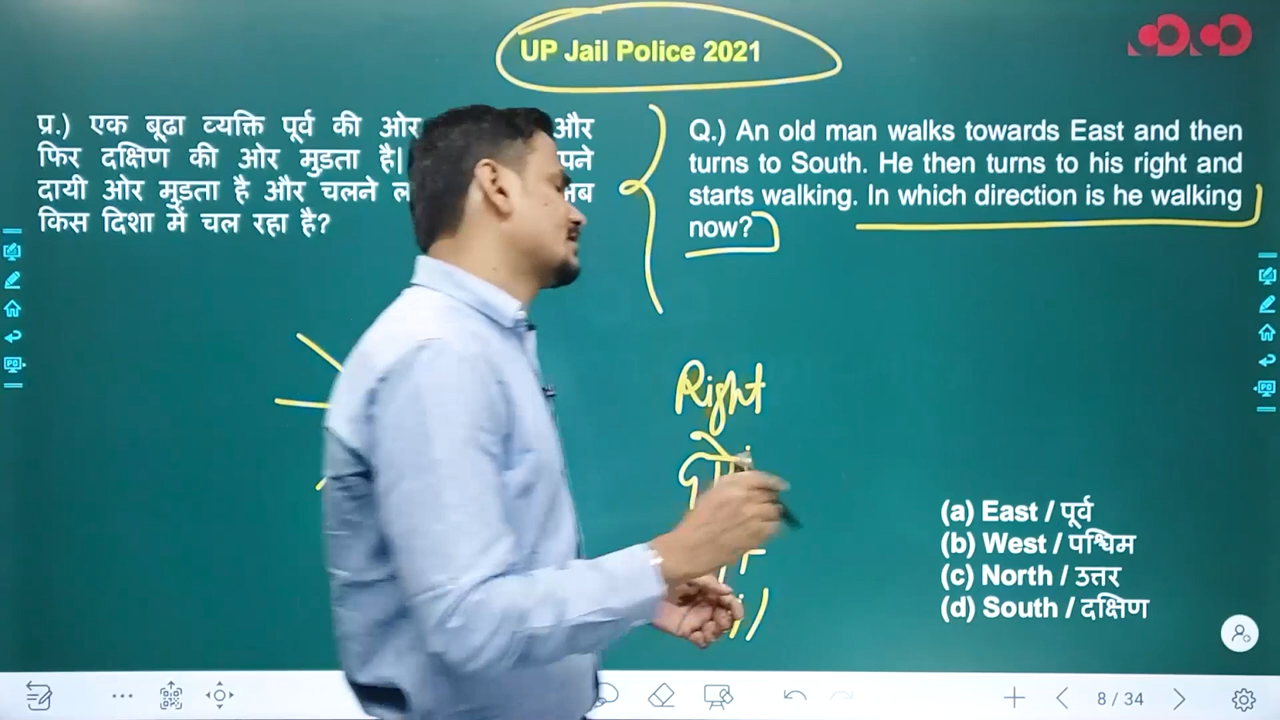 UP Jail Police 2021
प्र.) एक बूढा व्यक्ति पूर्व की ओर और
फिर दक्षिण की ओर मुड़ता है|
दायी ओर मुड़ता है और चलने
किस दिशा में चल रहा है?
Q.) An old man walks towards East and then
turns to South. He then turns to his right and
starts walking. In which direction is he walking
now?
Right
(a) East / पूर्व
(b) West / पश्चिम
(c) North / उत्तर
(d) South / दक्षिण
8 / 34